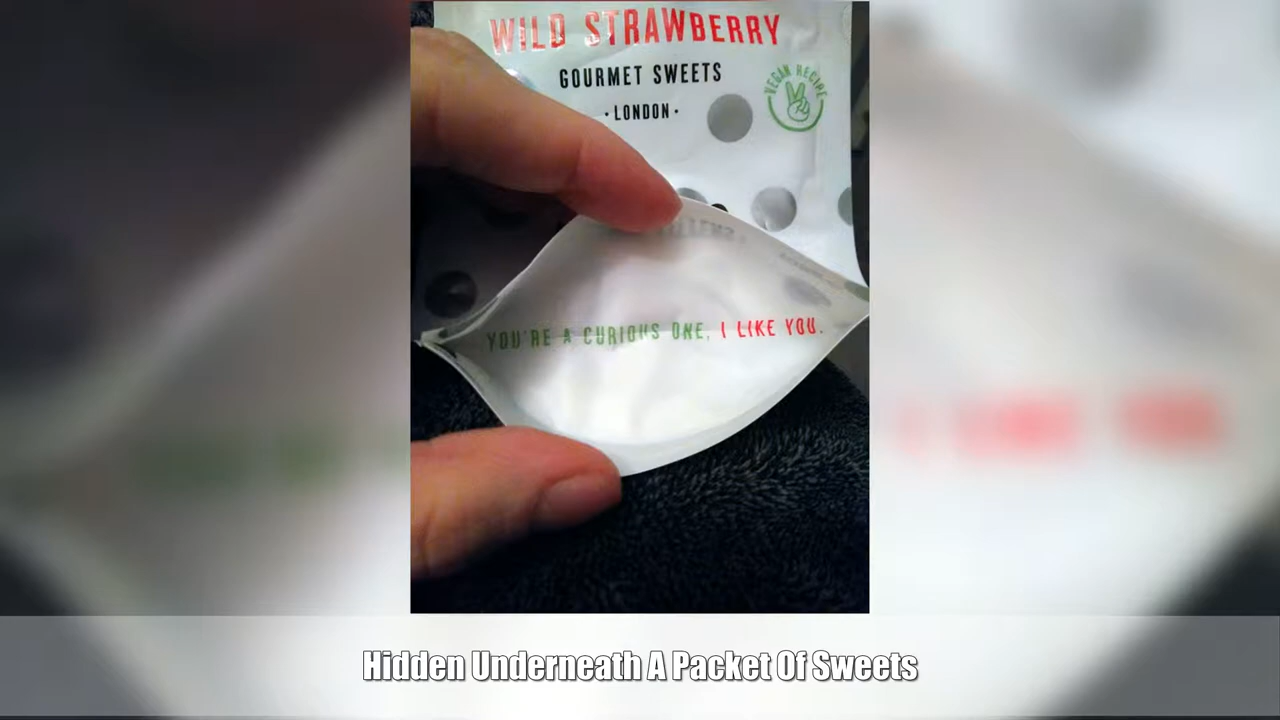 WILD STRAWBERRY
GOURMET SWEETS
· LONDON ·
VEGAN RECIPE
YOU'RE A CURIOUS ONE, I LIKE YOU.
Hidden Underneath A Packet Of Sweets